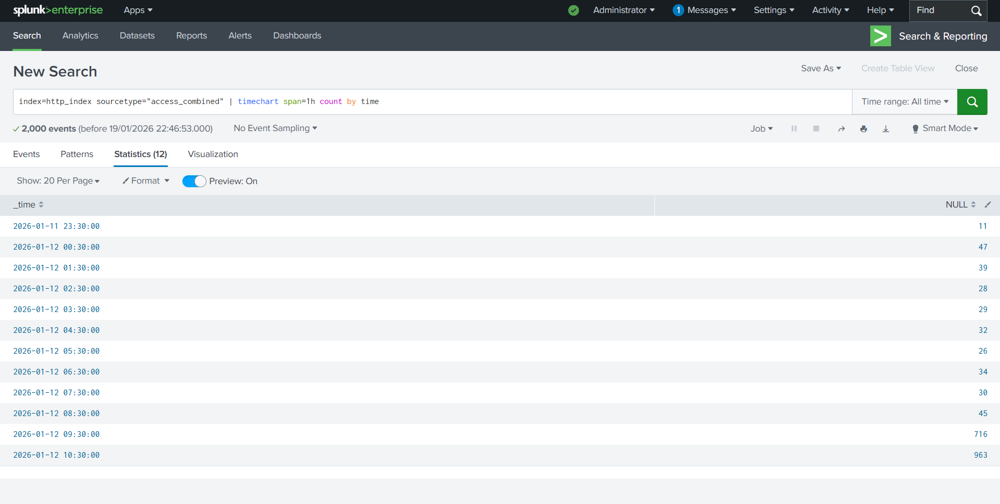 splunk>enterprise Apps Administrator 1 Messages Settings Activity Help Find
Search Analytics Datasets Reports Alerts Dashboards > Search & Reporting
New Search Save As Create Table View Close
index=http_index sourcetype="access_combined" | timechart span=1h count by time Time range: All time
2,000 events (before 19/01/2026 22:46:53.000) No Event Sampling Job Smart Mode
Events Patterns Statistics (12) Visualization
Show: 20 Per Page Format Preview: On
_time NULL
2026-01-11 23:30:00 11
2026-01-12 00:30:00 47
2026-01-12 01:30:00 39
2026-01-12 02:30:00 28
2026-01-12 03:30:00 29
2026-01-12 04:30:00 32
2026-01-12 05:30:00 26
2026-01-12 06:30:00 34
2026-01-12 07:30:00 30
2026-01-12 08:30:00 45
2026-01-12 09:30:00 716
2026-01-12 10:30:00 963